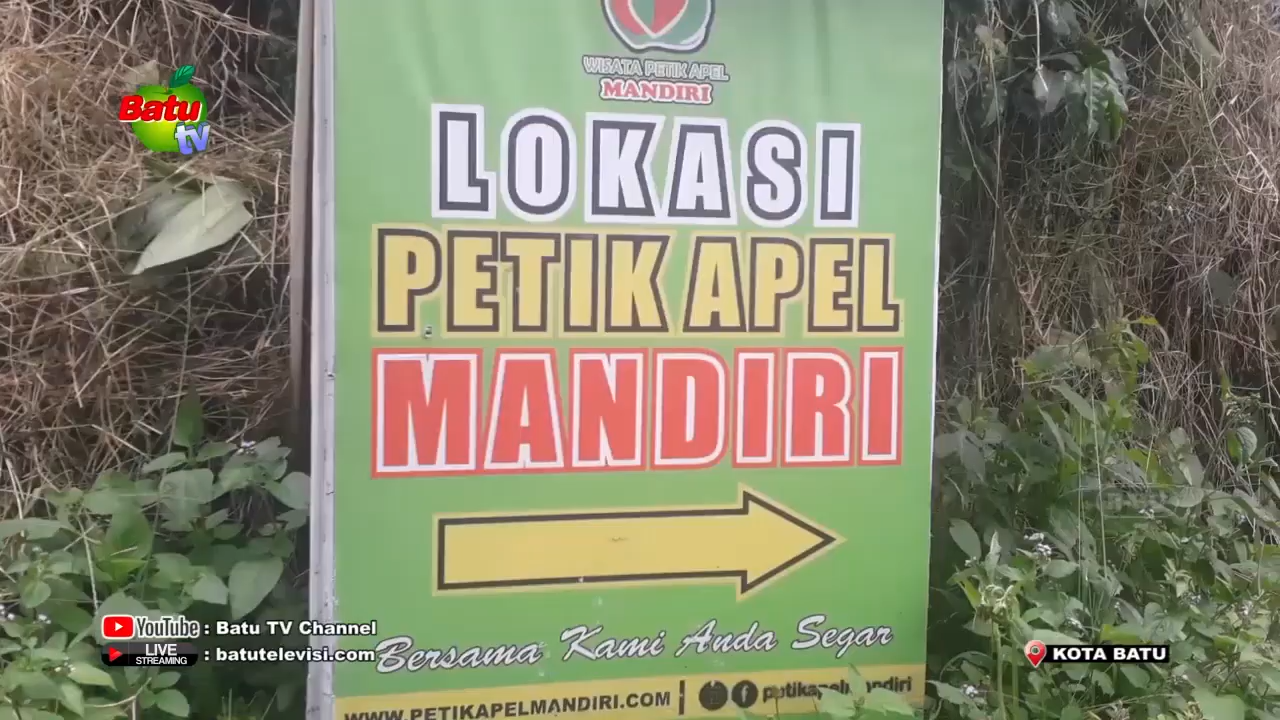 Batu
tv
WISATA PETIK APEL
MANDIRI
LOKASI
PETIK APEL
MANDIRI
Bersama Kami Anda Segar
WWW.PETIKAPELMANDIRI.COM | petikapelmandiri
YouTube : Batu TV Channel
LIVE STREAMING : batutelevisi.com
KOTA BATU